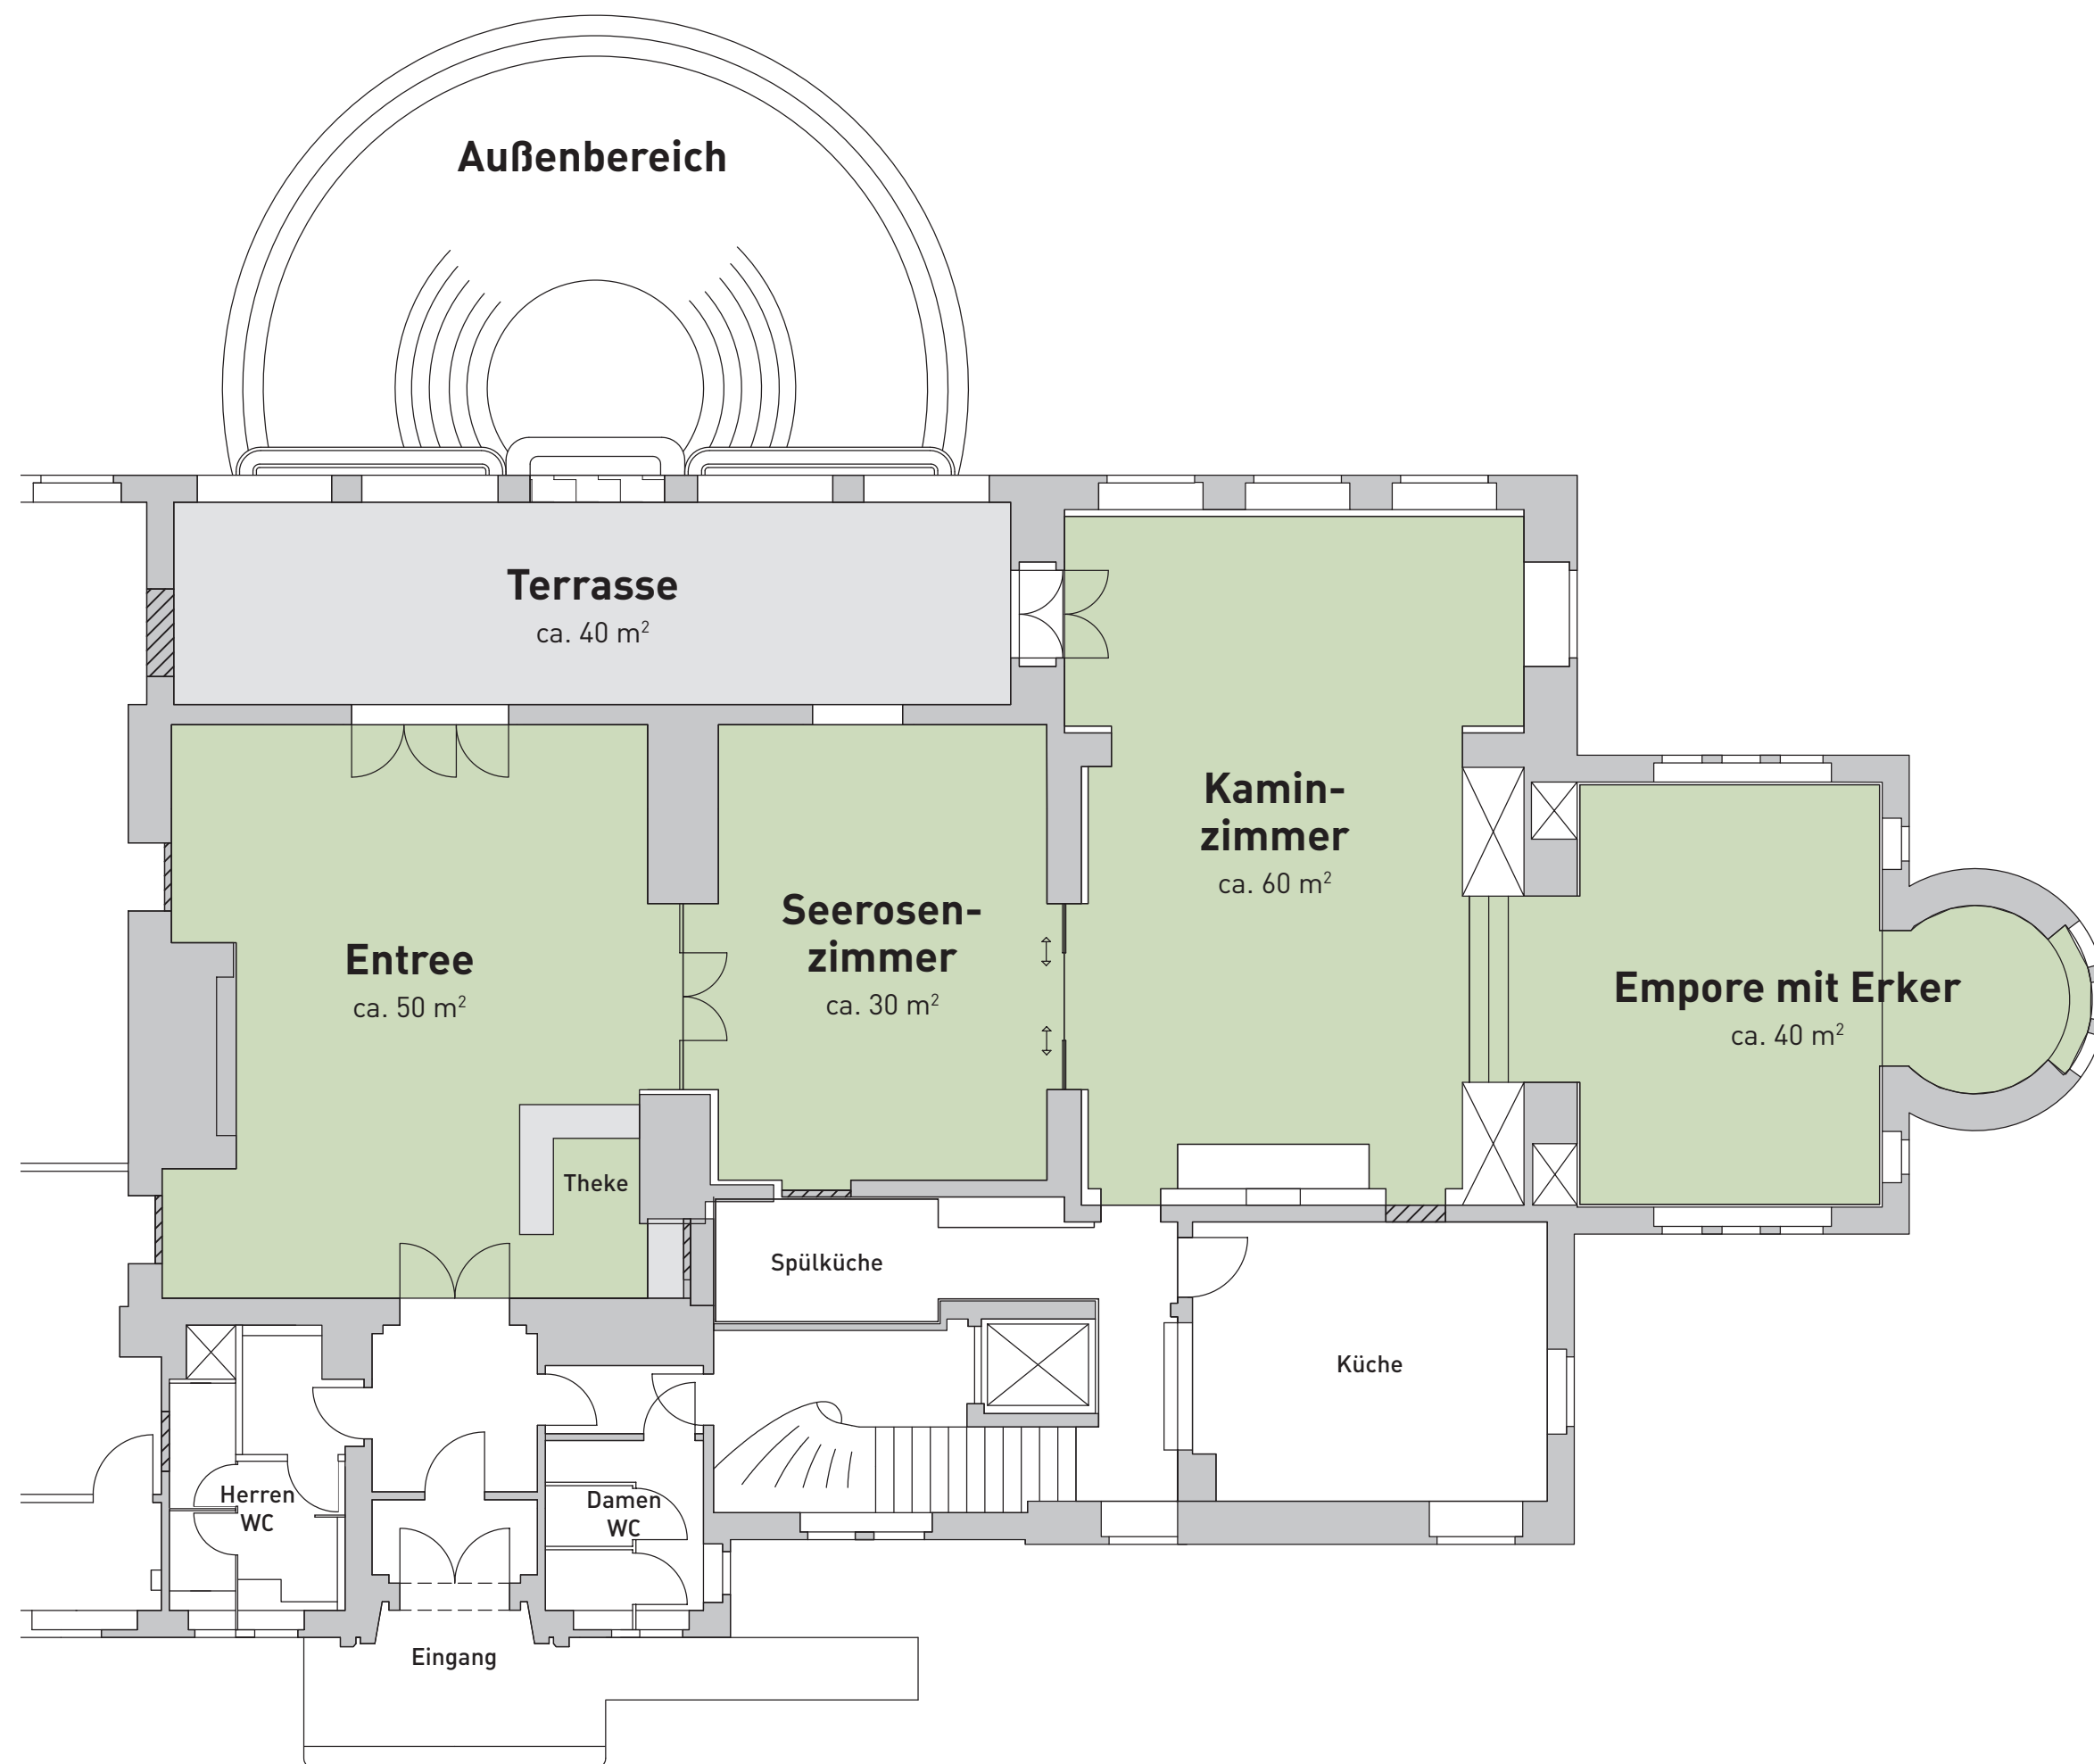 Außenbereich
Terrasse
ca. 40 m²
Kamin-
zimmer
ca. 60 m²
Seerosen-
zimmer
ca. 30 m²
Entree
ca. 50 m²
Empore mit Erker
ca. 40 m²
Theke
Spülküche
Küche
Herren
WC
Damen
WC
Eingang